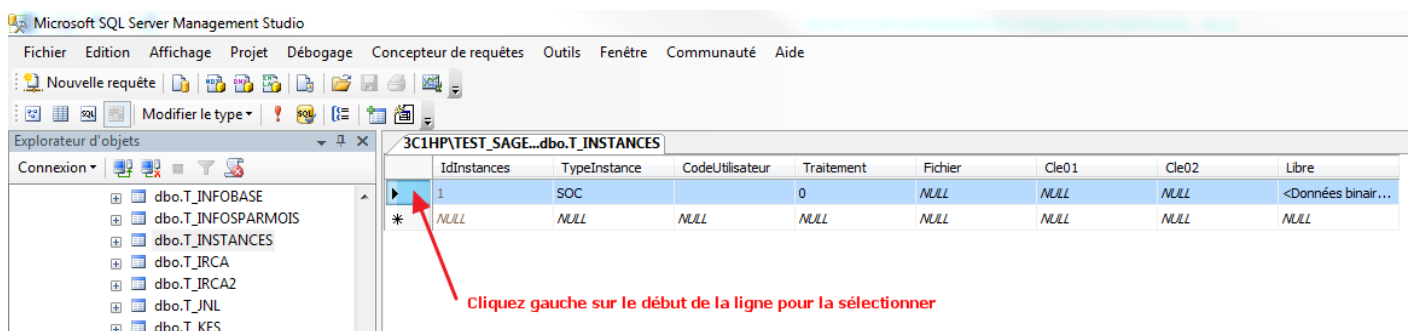 Microsoft SQL Server Management Studio
Fichier Edition Affichage Projet Débogage Concepteur de requêtes Outils Fenêtre Communauté Aide
Nouvelle requête
Modifier le type
Explorateur d'objets
3C1HP\TEST_SAGE...dbo.T_INSTANCES
Connexion
IdInstances TypeInstance CodeUtilisateur Traitement Fichier Cle01 Cle02 Libre
1 SOC 0 NULL NULL NULL <Données binair...
NULL NULL NULL NULL NULL NULL NULL NULL
dbo.T_INFOBASE
dbo.T_INFOSPARMOIS
dbo.T_INSTANCES
dbo.T_IRCA
dbo.T_IRCA2
dbo.T_JNL
dbo.T_KES
Cliquez gauche sur le début de la ligne pour la sélectionner